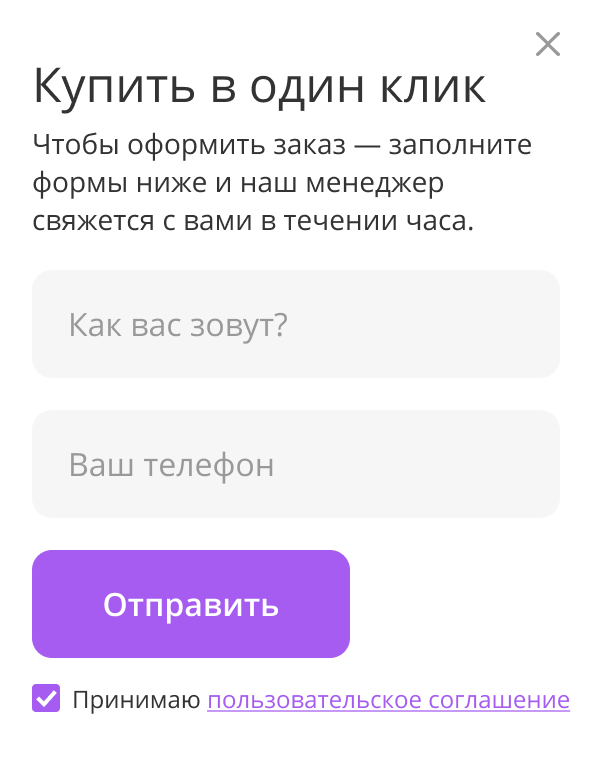 Купить в один клик
Чтобы оформить заказ — заполните
формы ниже и наш менеджер
свяжется с вами в течении часа.
Как вас зовут?
Ваш телефон
Отправить
Принимаю пользовательское соглашение